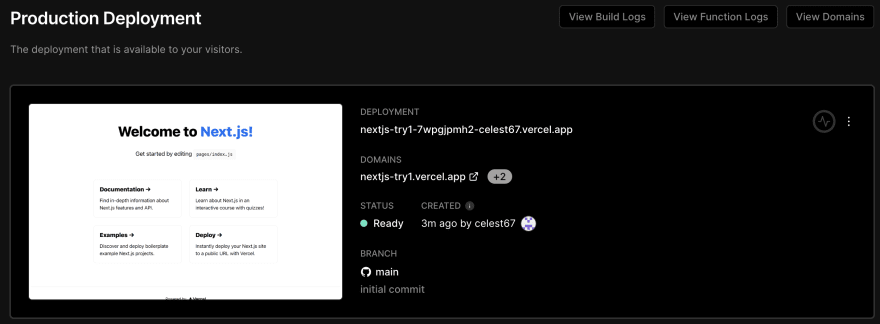 Production Deployment
View Build Logs
View Function Logs
View Domains
The deployment that is available to your visitors.
Welcome to Next.js!
Get started by editing pages/index.js
Documentation →
Find in-depth information about
Next.js features and API.
Learn →
Learn about Next.js in an
interactive course with quizzes!
Examples →
Discover and deploy boilerplate
example Next.js projects.
Deploy →
Instantly deploy your Next.js site
to a public URL with Vercel.
Powered by ▲ Vercel
DEPLOYMENT
nextjs-try1-7wpgjpmh2-celest67.vercel.app
DOMAINS
nextjs-try1.vercel.app
+2
STATUS
Ready
CREATED
3m ago by celest67
BRANCH
main
initial commit